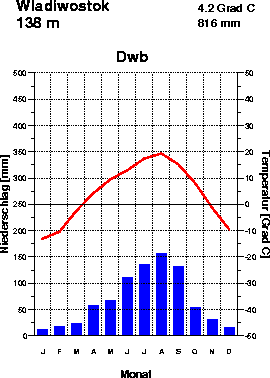 Wladiwostok 4.2 Grad C
138 m 816 mm
Dwb
500 50
450 40
400 30
350 20
300 10
250 0
200 -10
150 -20
100 -30
50 -40
0 -50
Niederschlag [mm]
Temperatur [Grad C]
J F M A M J J A S O N D
Monat